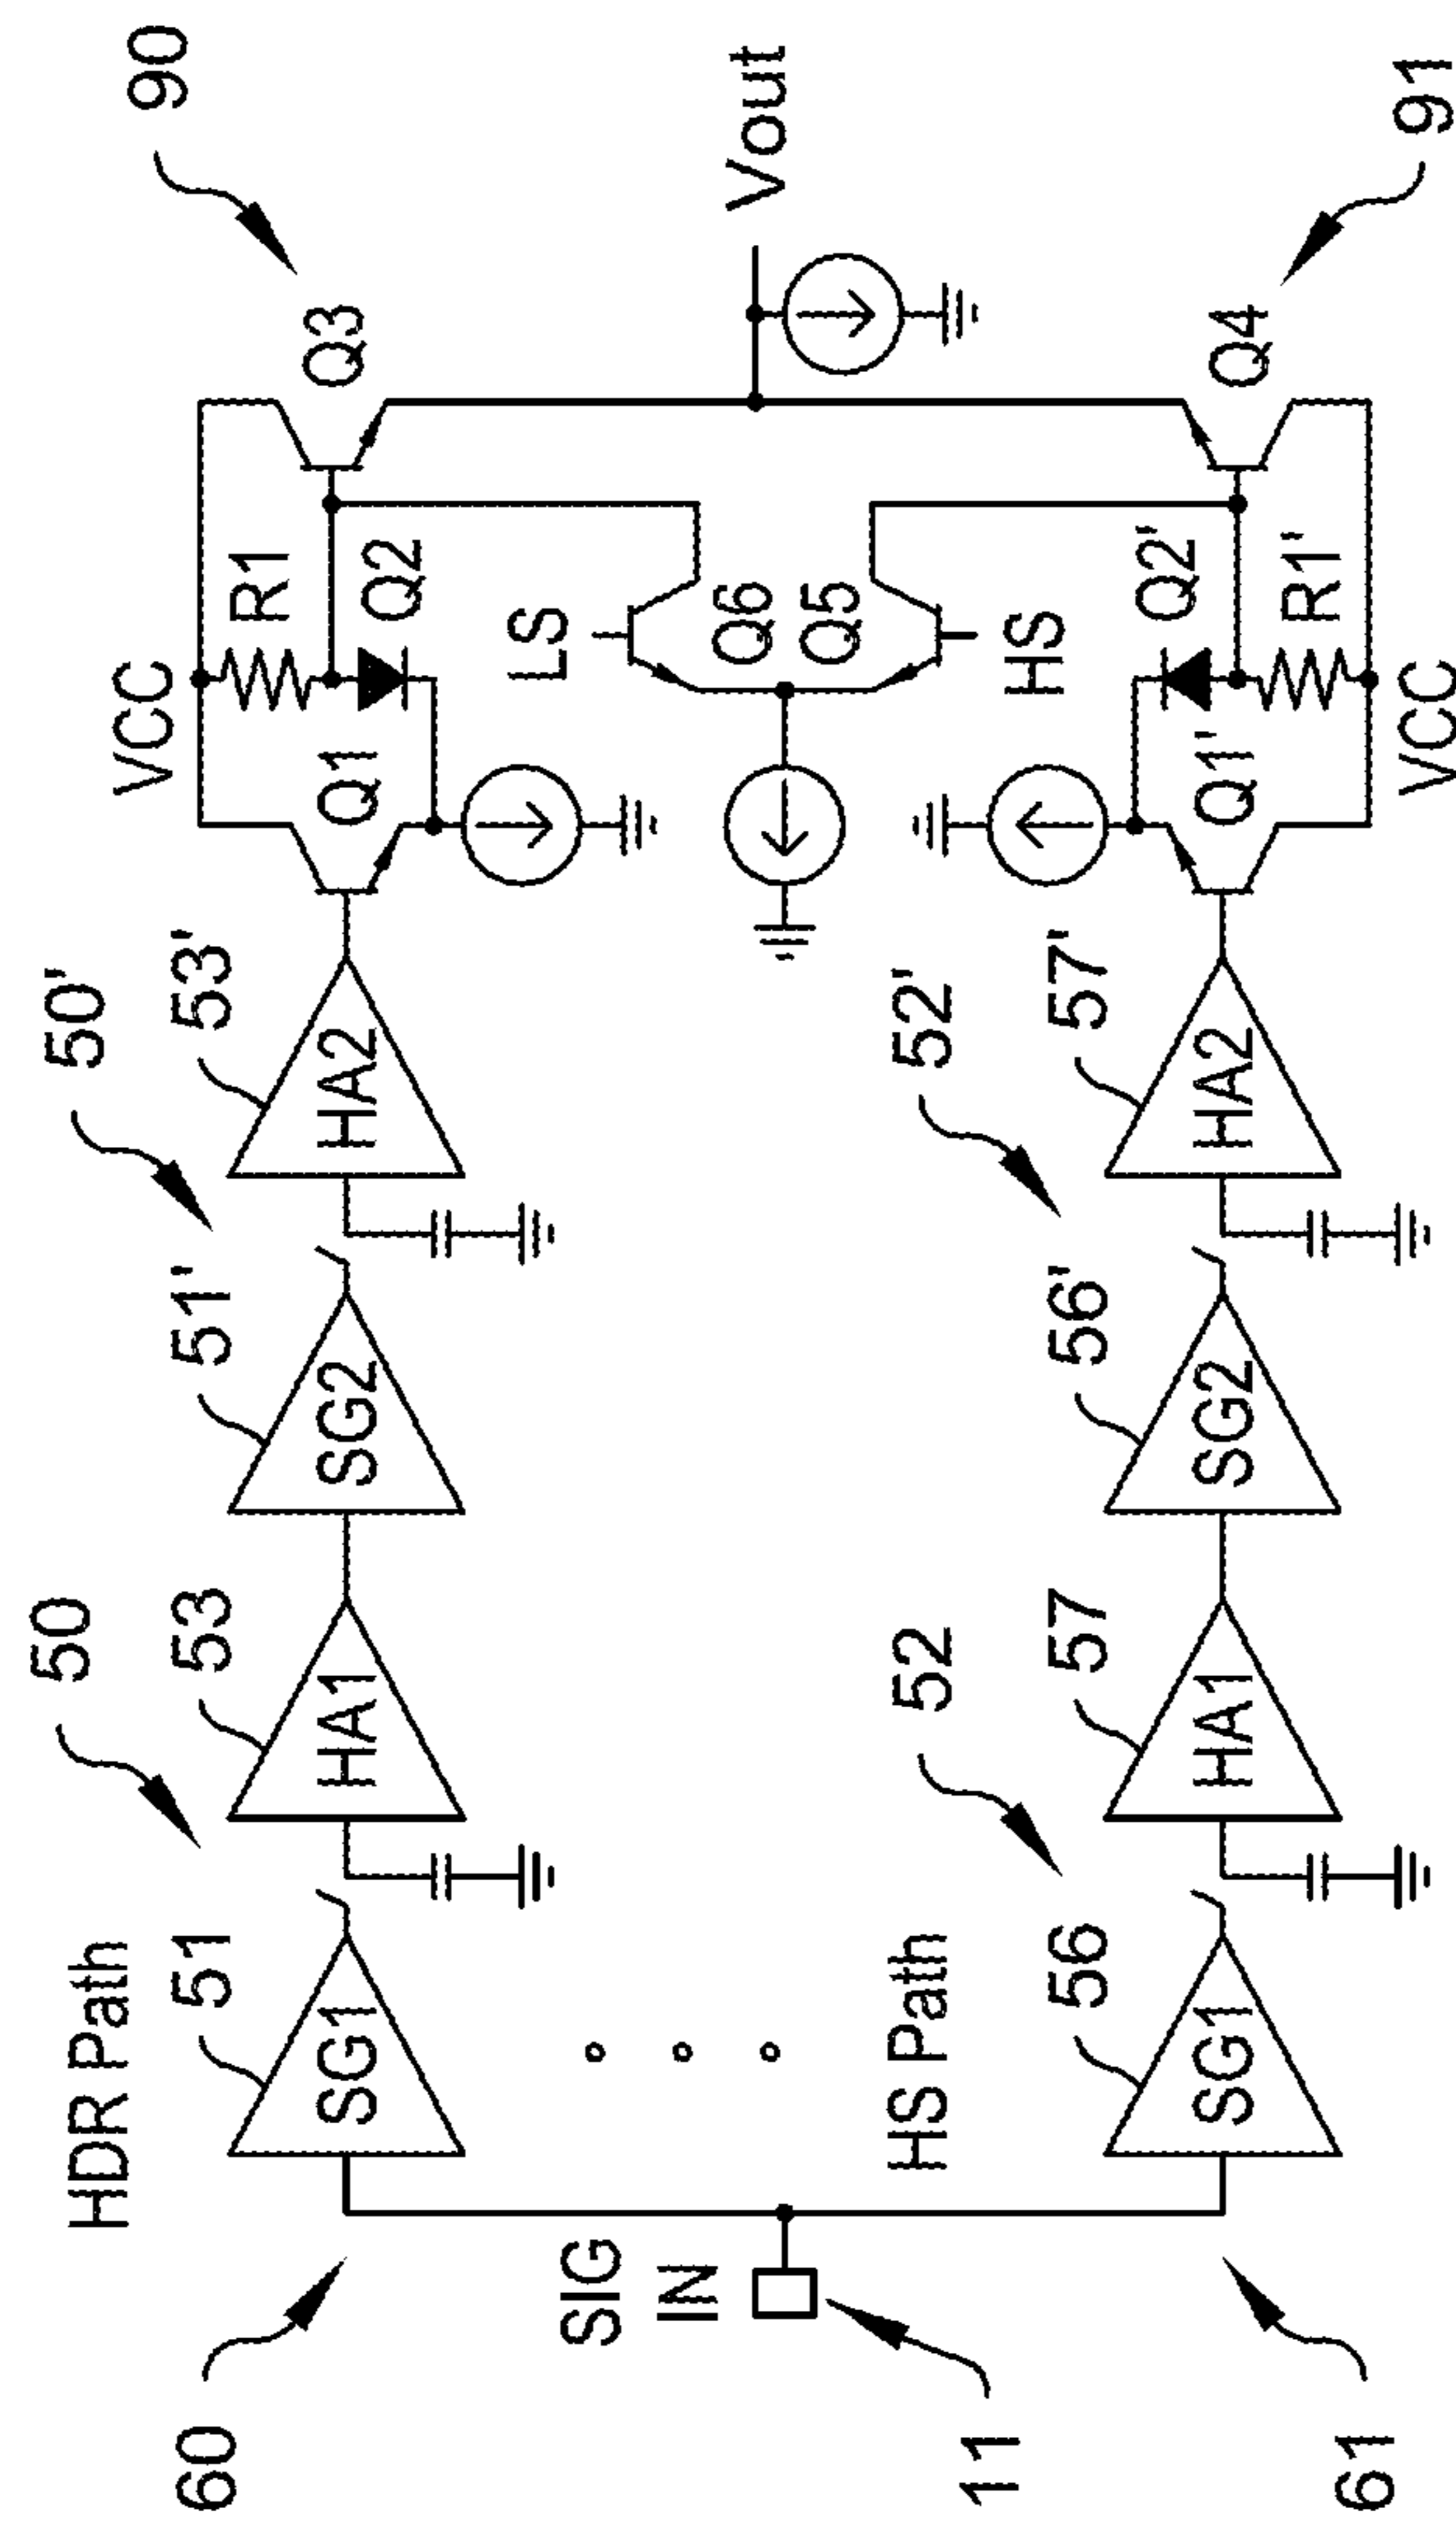 90
Vout
91
Q3
Q4
R1
Q2
Q2'
R1'
LS
Q6
Q5
HS
VCC
Q1
Q1'
VCC
50'
53'
52'
57'
HA2
HA2
51'
56'
SG2
SG2
50
53
52
57
HA1
HA1
HDR Path
51
HS Path
56
SG1
SG1
SIG
IN
60
11
61